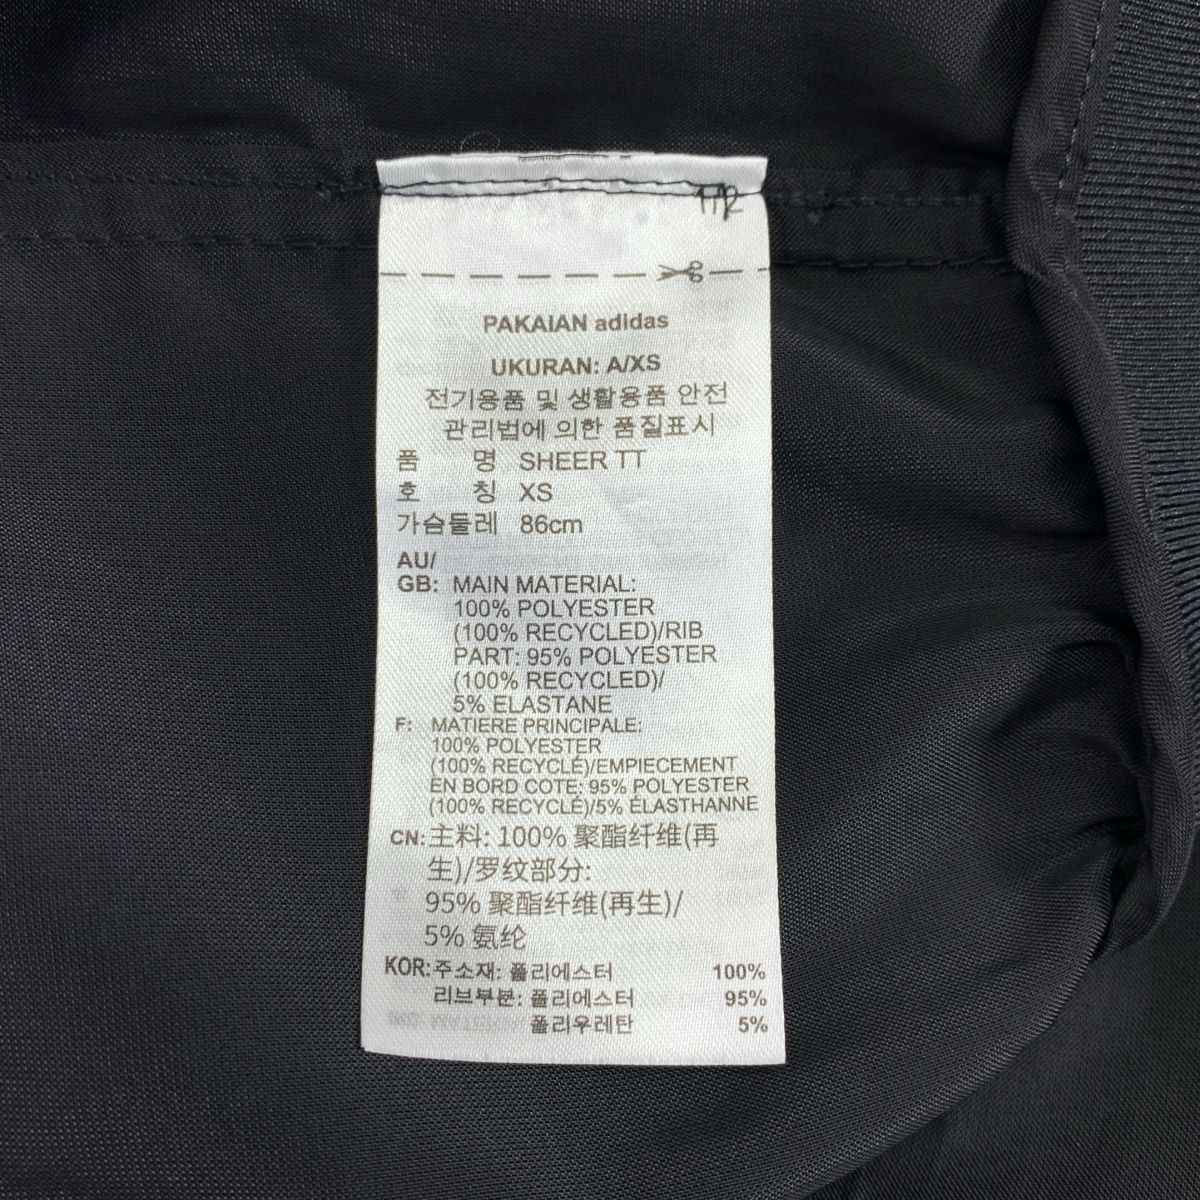 PAKAIAN adidas
UKURAN: A/XS
전기용품 및 생활용품 안전
관리법에 의한 품질표시
품 명 SHEER TT
호 칭 XS
가슴둘레 86cm
AU/
GB: MAIN MATERIAL:
100% POLYESTER
(100% RECYCLED)/RIB
PART: 95% POLYESTER
(100% RECYCLED)/
5% ELASTANE
F: MATIERE PRINCIPALE:
100% POLYESTER
(100% RECYCLÉ)/EMPIECEMENT
EN BORD COTE: 95% POLYESTER
(100% RECYCLÉ)/5% ÉLASTHANNE
CN: 主料: 100% 聚酯纤维(再
生)/罗纹部分:
95% 聚酯纤维(再生)/
5% 氨纶
KOR: 주소재: 폴리에스터 100%
리브부분: 폴리에스터 95%
폴리우레탄 5%